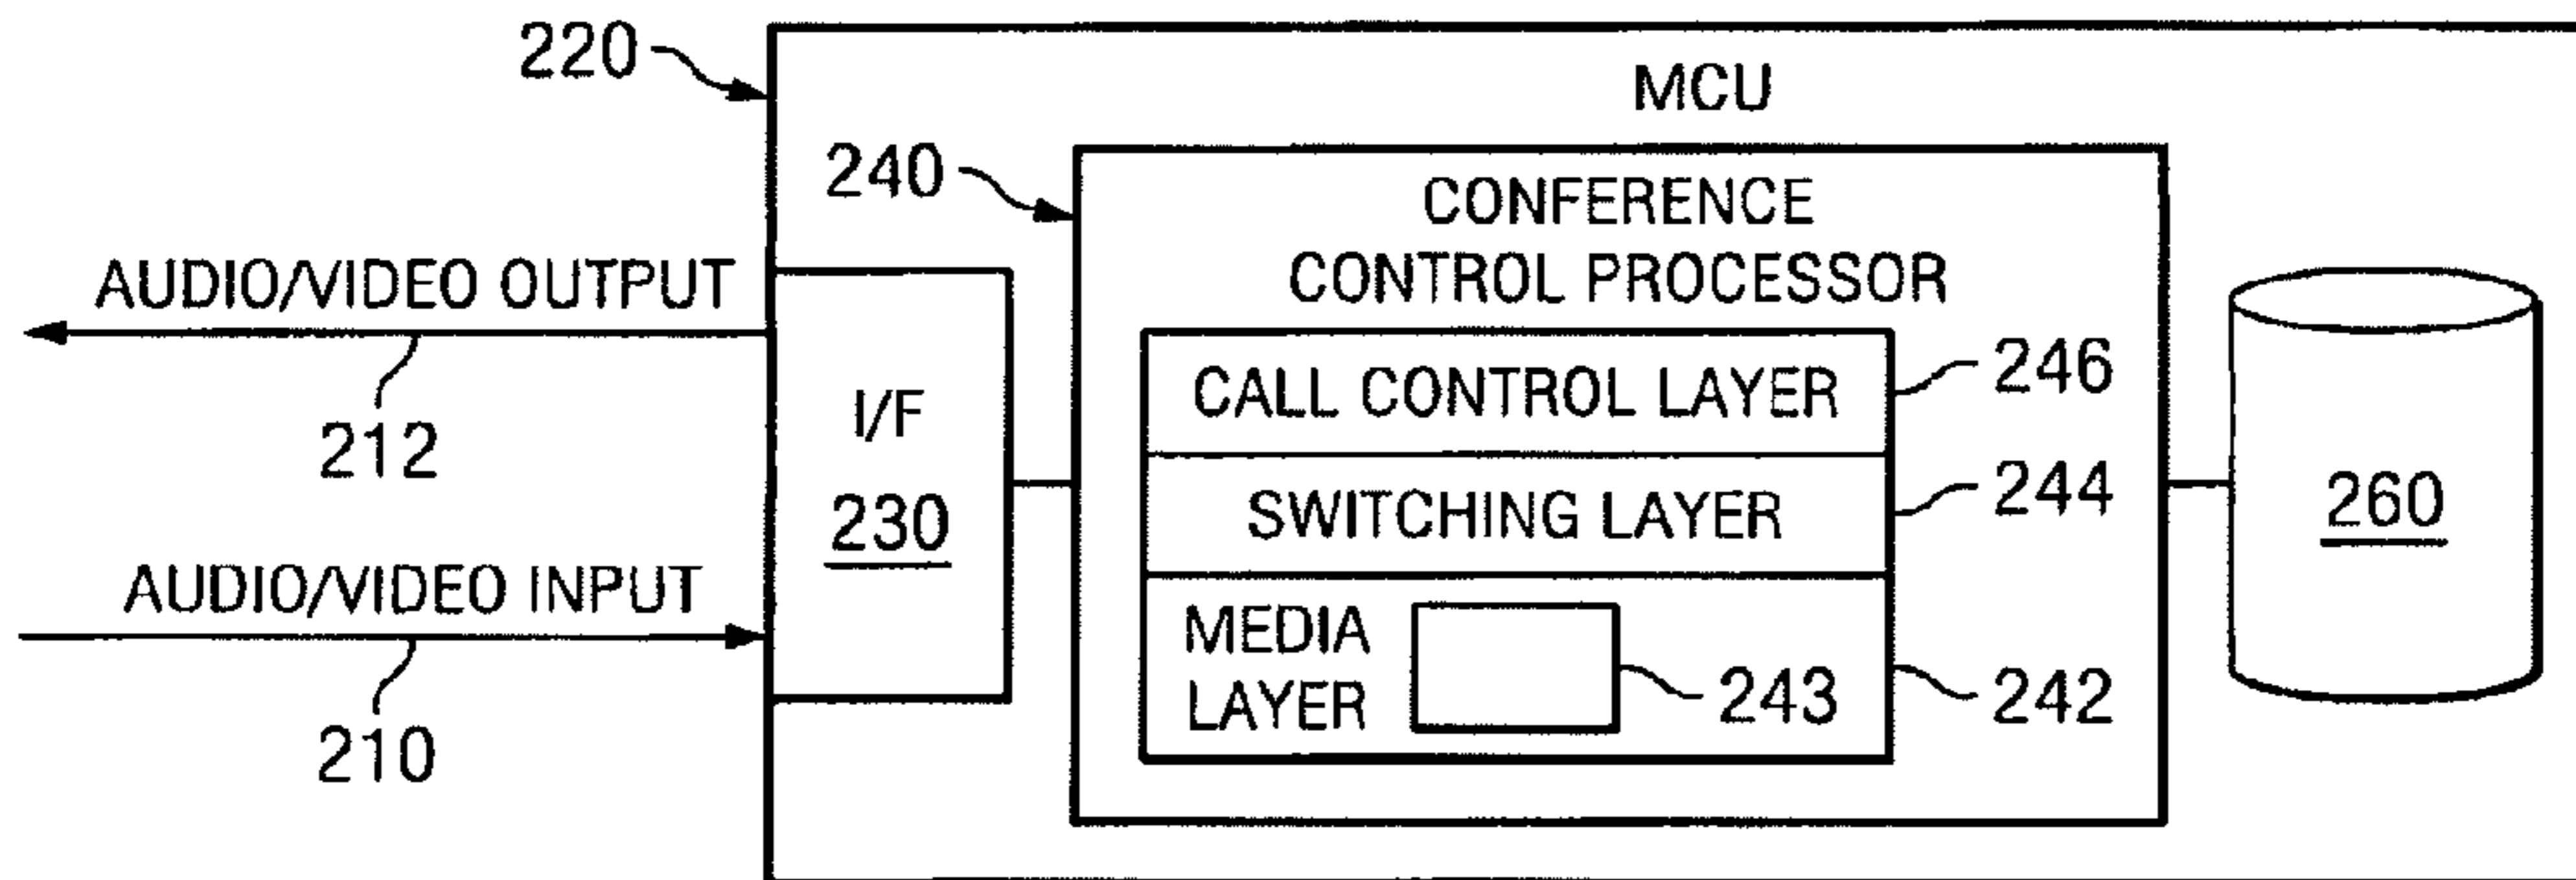 220
MCU
240
CONFERENCE
CONTROL PROCESSOR
AUDIO/VIDEO OUTPUT
212
I/F
230
AUDIO/VIDEO INPUT
210
CALL CONTROL LAYER
246
SWITCHING LAYER
244
MEDIA
LAYER
243
242
260